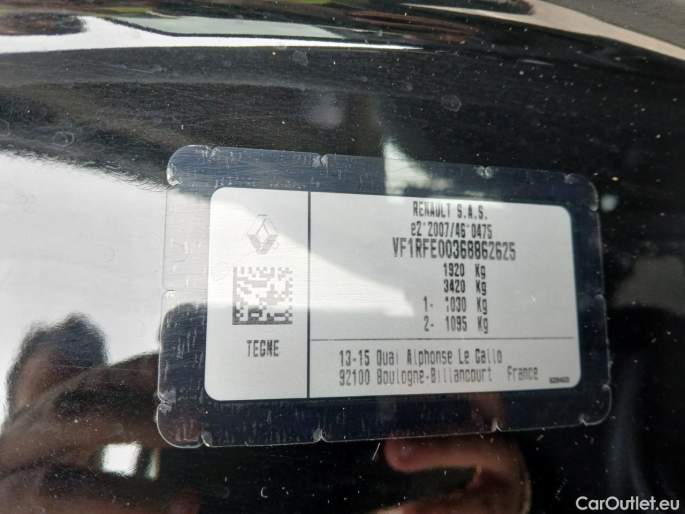 RENAULT S.A.S.
e2*2007/46*0475
VF1RFE00368862625
1920 Kg
3420 Kg
1- 1030 Kg
2- 1095 Kg
TEGME
13-15 Quai Alphonse Le Gallo
92100 Boulogne-Billancourt France
CarOutlet.eu